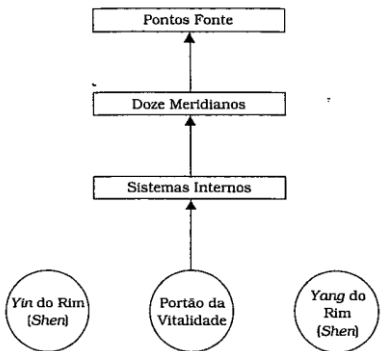 Pontos Fonte
Doze Meridianos
Sistemas Internos
Yin do Rim
(Shen)
Portão da
Vitalidade
Yang do
Rim
(Shen)